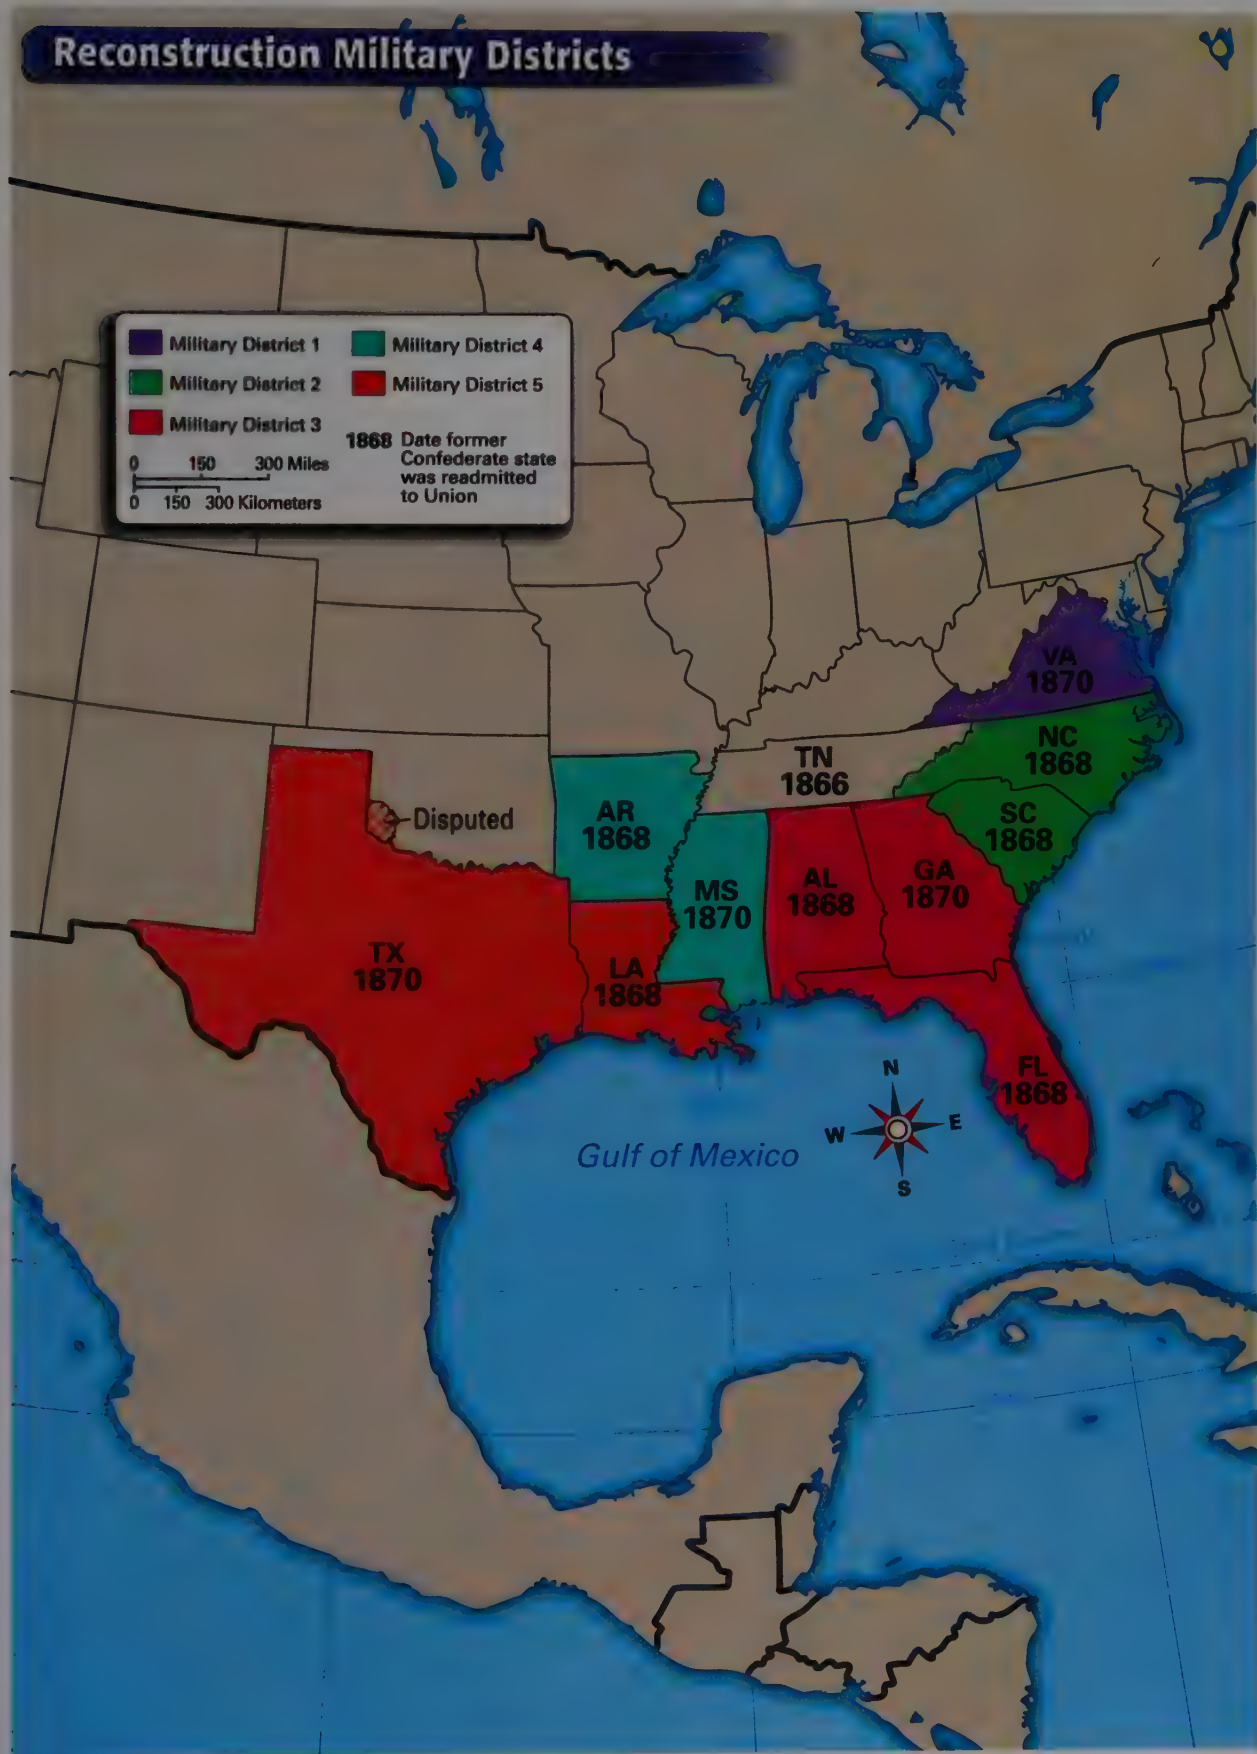 Reconstruction Military Districts
Military District 1
Military District 2
Military District 3
Military District 4
Military District 5
0 150 300 Miles
0 150 300 Kilometers
1868 Date former
Confederate state
was readmitted
to Union
VA
1870
NC
1868
TN
1866
SC
1868
Disputed
AR
1868
MS
1870
AL
1868
GA
1870
TX
1870
LA
1868
FL
1868
N
W
E
S
Gulf of Mexico